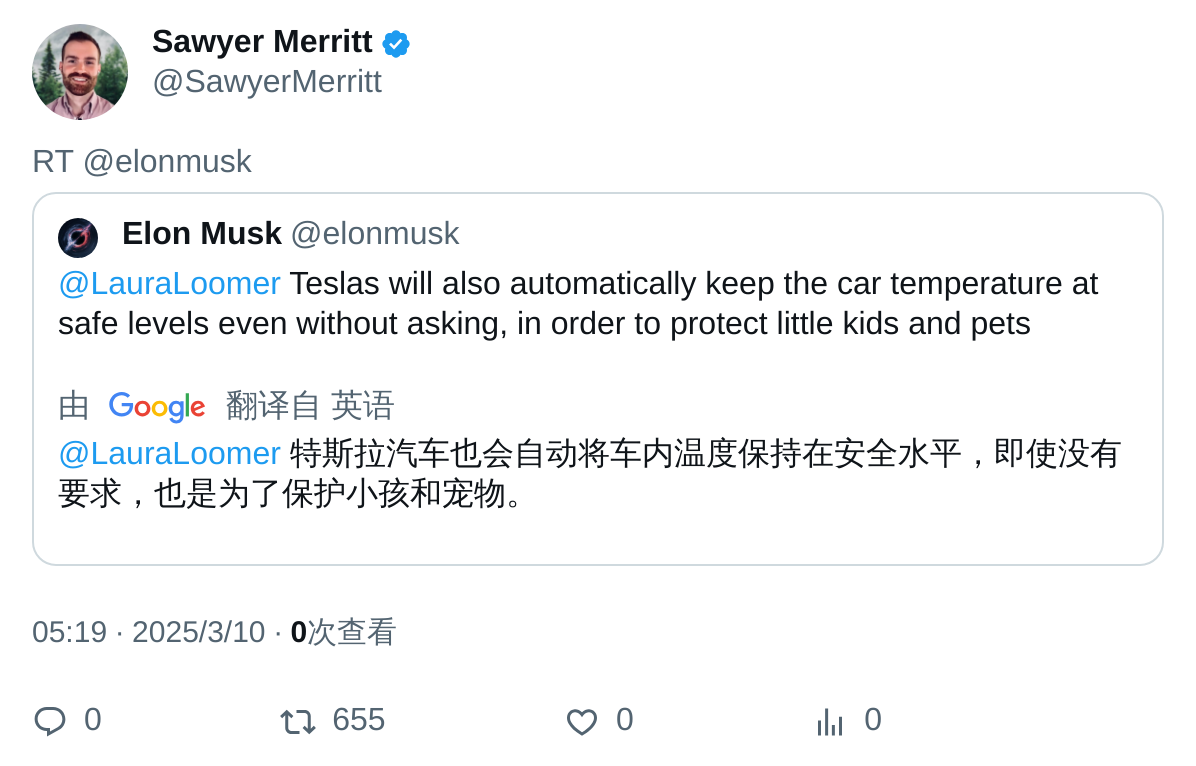 Sawyer Merritt
@SawyerMerritt
RT @elonmusk
Elon Musk @elonmusk
@LauraLoomer Teslas will also automatically keep the car temperature at
safe levels even without asking, in order to protect little kids and pets
由 Google 翻译自 英语
@LauraLoomer 特斯拉汽车也会自动将车内温度保持在安全水平，即使没有
要求，也是为了保护小孩和宠物。
05:19 · 2025/3/10 · 0次查看
0 655 0 0